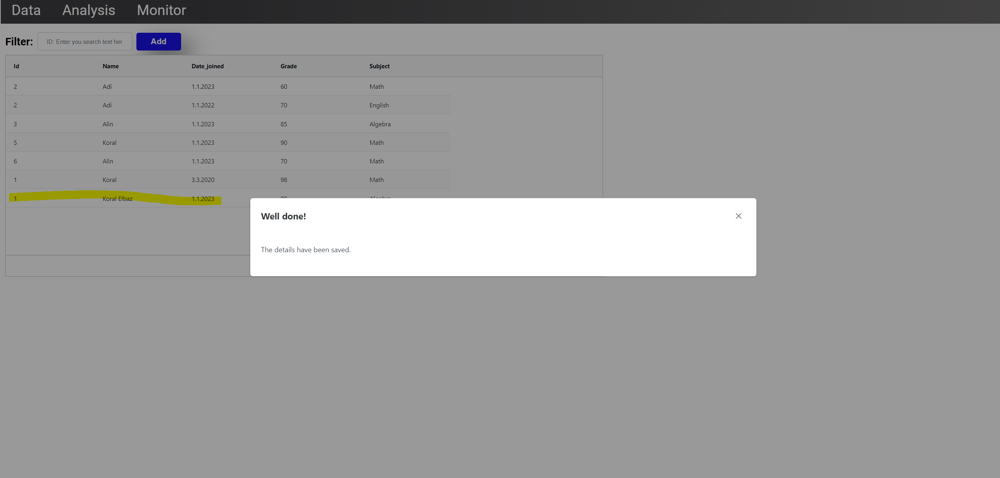 Data Analysis Monitor
Filter: ID: Enter you search text her Add
Id Name Date_joined Grade Subject
2 Adi 1.1.2023 60 Math
2 Adi 1.1.2022 70 English
3 Alin 1.1.2023 85 Algebra
5 Koral 1.1.2023 90 Math
6 Alin 1.1.2023 70 Math
1 Koral 3.3.2020 98 Math
1 Koral Elbaz 1.1.2023 Algebra
Well done!
The details have been saved.